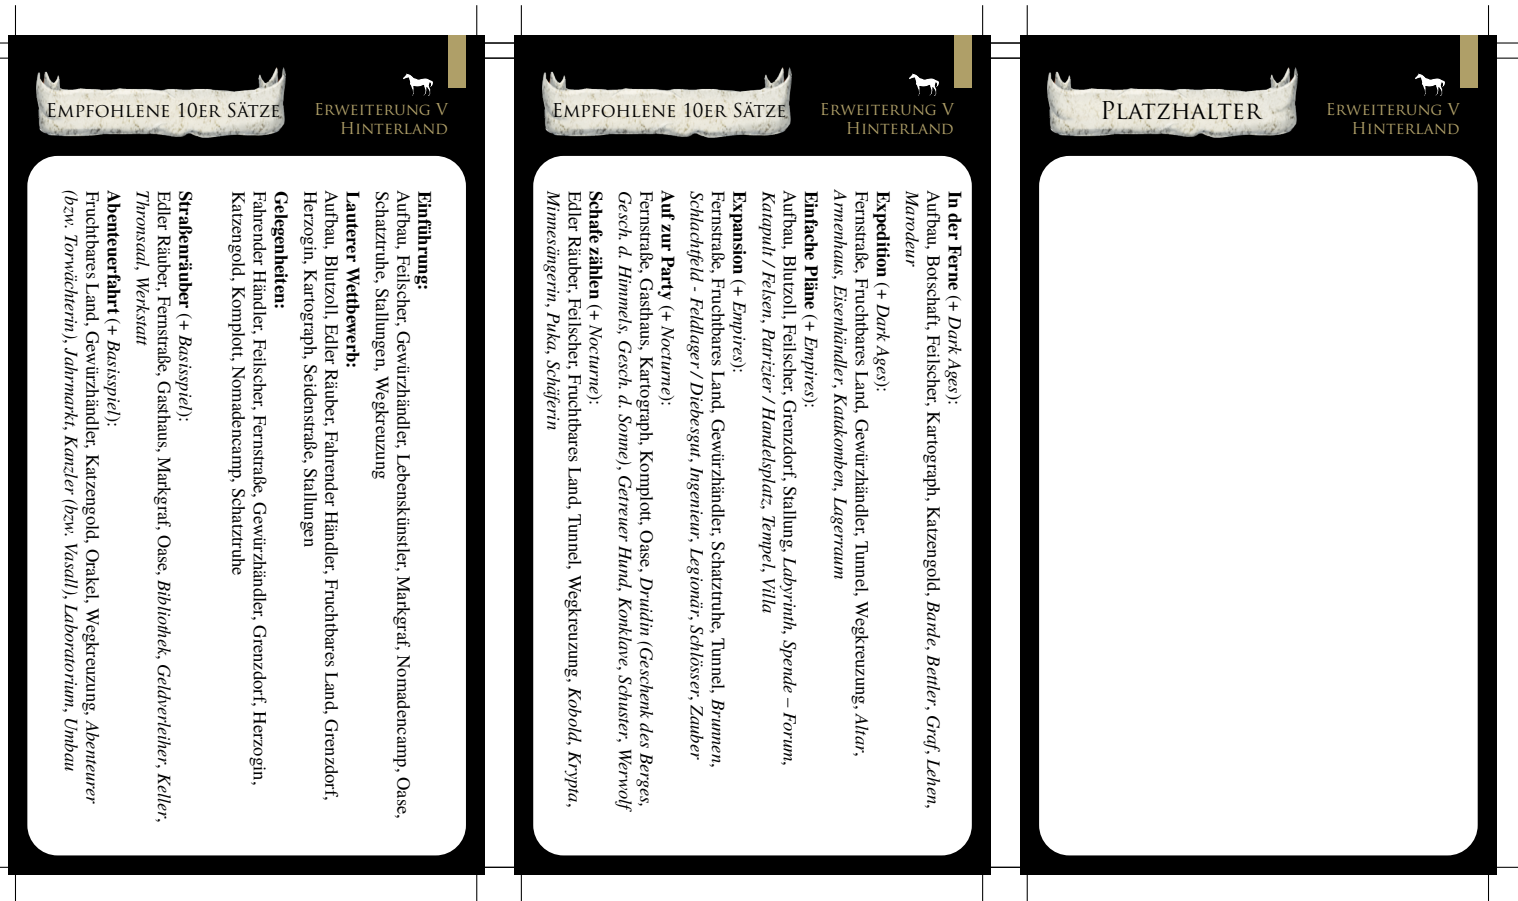 EMPFOHLENE 10ER SÄTZE
ERWEITERUNG V
HINTERLAND
Einführung:
Aufbau, Feilscher, Gewürzhändler, Lebenskünstler, Markgraf, Nomadencamp, Oase,
Schatztruhe, Stallungen, Wegkreuzung
Lauterer Wettbewerb:
Aufbau, Blutzoll, Edler Räuber, Fahrender Händler, Fruchtbares Land, Grenzdorf,
Herzogin, Kartograph, Seidenstraße, Stallungen
Gelegenheiten:
Fahrender Händler, Feilscher, Fernstraße, Gewürzhändler, Grenzdorf, Herzogin,
Katzengold, Komplott, Nomadencamp, Schatztruhe
Straßenräuber (+ Basisspiel):
Edler Räuber, Fernstraße, Gasthaus, Markgraf, Oase, Bibliothek, Geldverleiher, Keller,
Thronsaal, Werkstatt
Abenteuerfahrt (+ Basisspiel):
Fruchtbares Land, Gewürzhändler, Katzengold, Orakel, Wegkreuzung, Abenteurer
(bzw. Torwächterin), Jahrmarkt, Kanzler (bzw. Vasall), Laboratorium, Umbau
EMPFOHLENE 10ER SÄTZE
ERWEITERUNG V
HINTERLAND
In der Ferne (+ Dark Ages):
Aufbau, Botschaft, Feilscher, Kartograph, Katzengold, Barde, Bettler, Graf, Lehen,
Marodeur
Expedition (+ Dark Ages):
Fernstraße, Fruchtbares Land, Gewürzhändler, Tunnel, Wegkreuzung, Altar,
Armenhaus, Eisenhändler, Katakomben, Lagerraum
Einfache Pläne (+ Empires):
Aufbau, Blutzoll, Feilscher, Grenzdorf, Stallung, Labyrinth, Spende – Forum,
Katapult / Felsen, Patrizier / Handelsplatz, Tempel, Villa
Expansion (+ Empires):
Fernstraße, Fruchtbares Land, Gewürzhändler, Schatztruhe, Tunnel, Brunnen,
Schlachtfeld - Feldlager / Diebesgut, Ingenieur, Legionär, Schlösser, Zauber
Auf zur Party (+ Nocturne):
Fernstraße, Gasthaus, Kartograph, Komplott, Oase, Druidin (Geschenk des Berges,
Gesch. d. Himmels, Gesch. d. Sonne), Getreuer Hund, Konklave, Schuster, Werwolf
Schafe zählen (+ Nocturne):
Edler Räuber, Feilscher, Fruchtbares Land, Tunnel, Wegkreuzung, Kobold, Krypta,
Minnesängerin, Puka, Schäferin
PLATZHALTER
ERWEITERUNG V
HINTERLAND